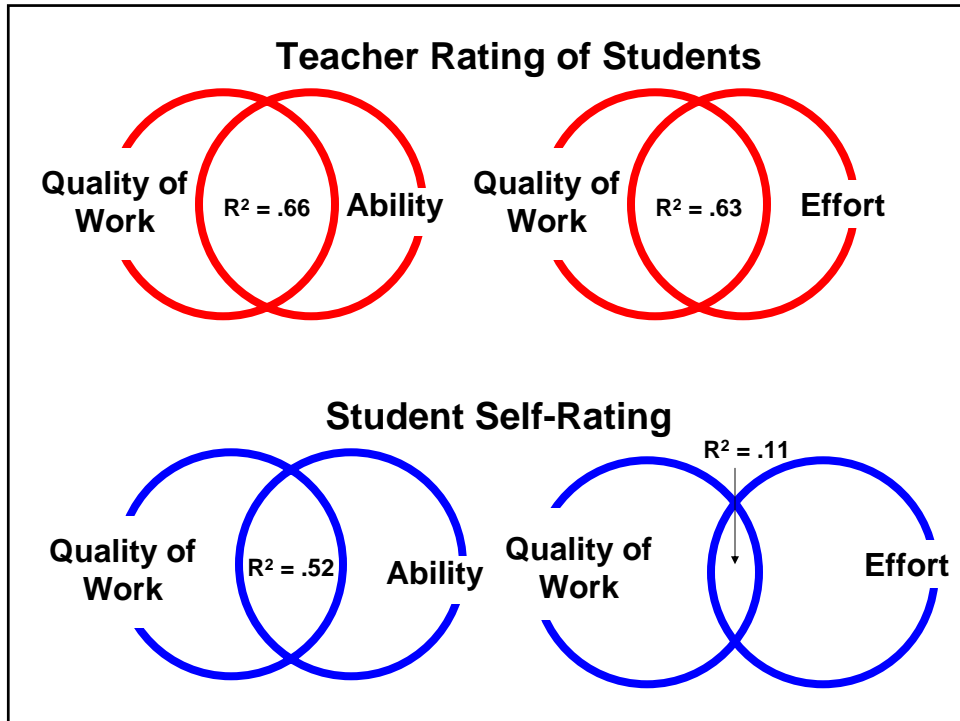 Teacher Rating of Students
Quality of
Work
R² = .66
Ability
Quality of
Work
R² = .63
Effort
Student Self-Rating
Quality of
Work
R² = .52
Ability
R² = .11
Quality of
Work
Effort